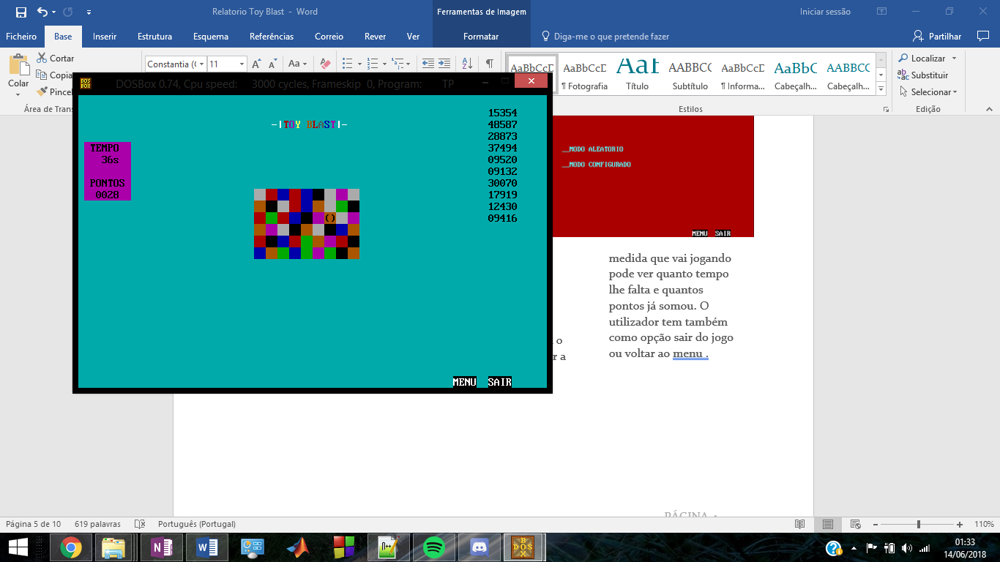 Relatorio Toy Blast - Word
Ferramentas de Imagem
Iniciar sessão
Ficheiro Base Inserir Estrutura Esquema Referências Correio Rever Ver Formatar Diga-me o que pretende fazer Partilhar
Colar
Cortar
Copia
Pincel
Constantia (C 11
AaBbCcD AaBbCcD AaB AaBbCC AaBbCcD AaBbC AaBBCC
¶ Fotografia Título Subtítulo ¶ Informa... Cabeçalh... Cabeçalh...
Localizar
Substituir
Selecionar
Área de Trans
Estilos
Edição
DOSBox 0.74, Cpu speed: 3000 cycles, Frameskip 0, Program: TP
-|TOY BLAST|-
TEMPO
36s
PONTOS
0028
()
15354
48587
28873
37494
09520
09132
30070
17919
12430
09416
MENU SAIR
__MODO ALEATORIO
__MODO CONFIGURADO
MENU SAIR
o
r a
medida que vai jogando
pode ver quanto tempo
lhe falta e quantos
pontos já somou. O
utilizador tem também
como opção sair do jogo
ou voltar ao menu .
PÁGINA
Página 5 de 10 619 palavras Português (Portugal) 110%
01:33
14/06/2018